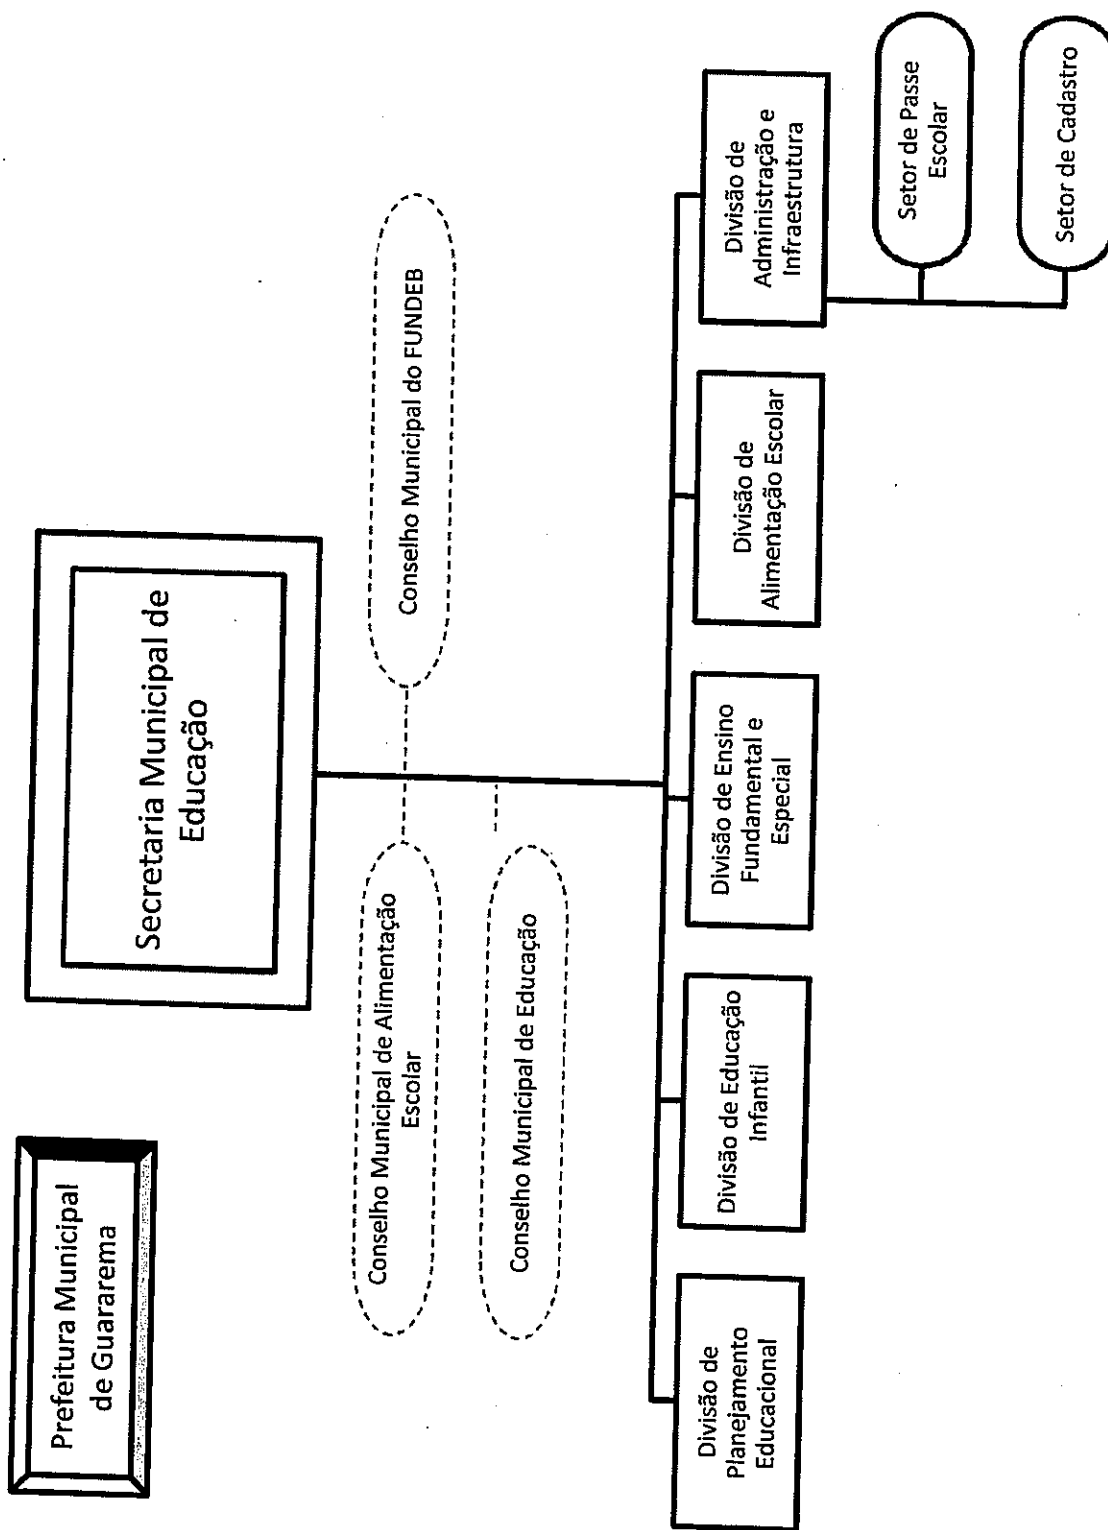 Prefeitura Municipal
de Guararema
Secretaria Municipal de
Educação
Conselho Municipal de Alimentação
Escolar
Conselho Municipal do FUNDEB
Conselho Municipal de Educação
Divisão de
Planejamento
Educacional
Divisão de Educação
Infantil
Divisão de Ensino
Fundamental e
Especial
Divisão de
Alimentação Escolar
Divisão de
Administração e
Infraestrutura
Setor de Passe
Escolar
Setor de Cadastro